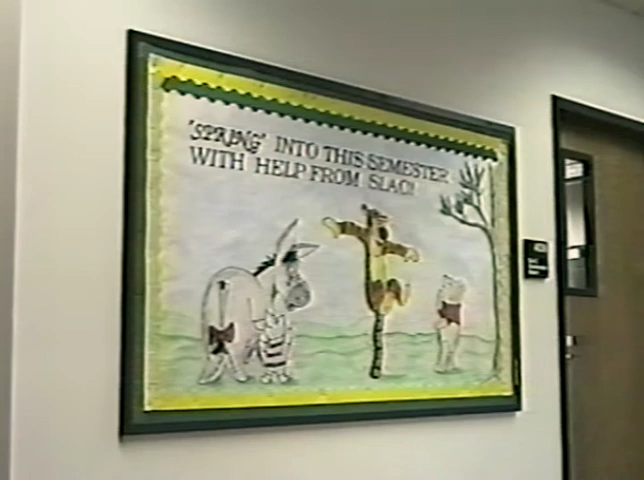 'SPRING' INTO THIS SEMESTER
WITH HELP FROM SLAC!